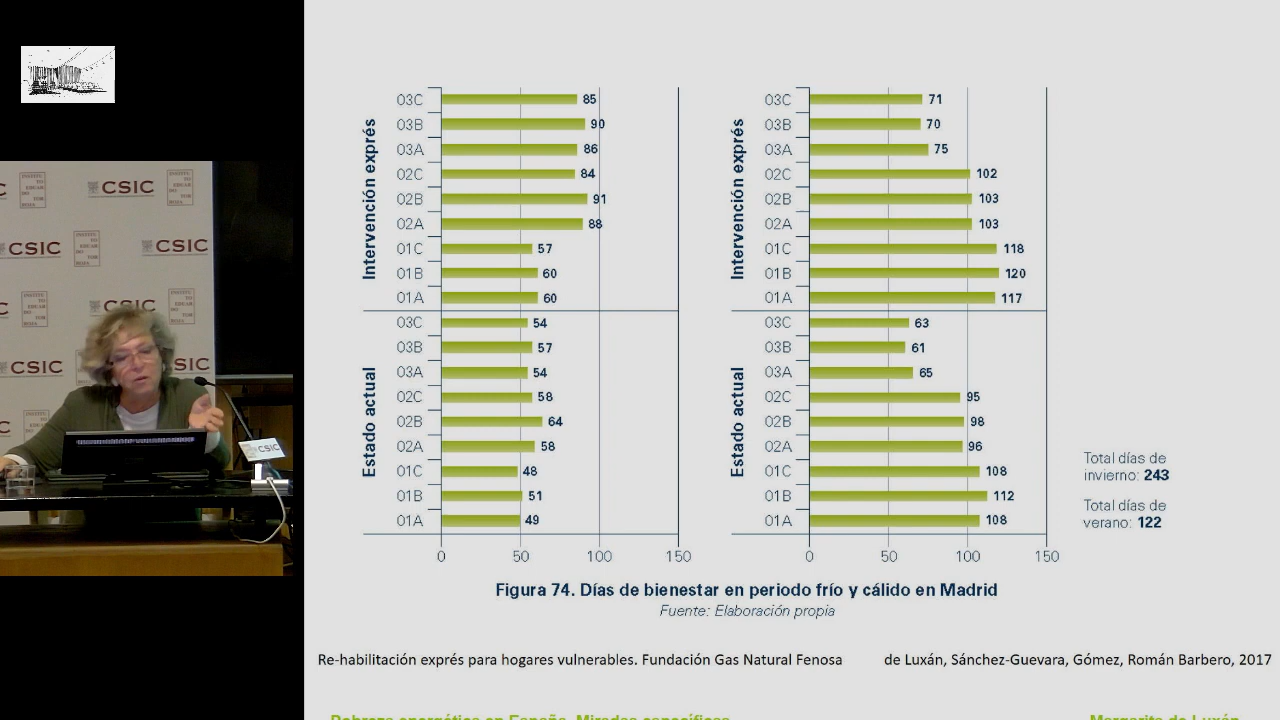 Intervención exprés
03C 85
03B 90
03A 86
02C 84
02B 91
02A 88
01C 57
01B 60
01A 60
Estado actual
03C 54
03B 57
03A 54
02C 58
02B 64
02A 58
01C 48
01B 51
01A 49
0 50 100 150
Intervención exprés
03C 71
03B 70
03A 75
02C 102
02B 103
02A 103
01C 118
01B 120
01A 117
Estado actual
03C 63
03B 61
03A 65
02C 95
02B 98
02A 96
01C 108
01B 112
01A 108
0 50 100 150
Total días de
invierno: 243
Total días de
verano: 122
Figura 74. Días de bienestar en periodo frío y cálido en Madrid
Fuente: Elaboración propia
Re-habilitación exprés para hogares vulnerables. Fundación Gas Natural Fenosa de Luxán, Sánchez-Guevara, Gómez, Román Barbero, 2017
Pobreza energética en España. Miradas específicas Margarita de Luxán
CSIC
CSIC
CSIC
CSIC
CSIC
CSIC
CSIC